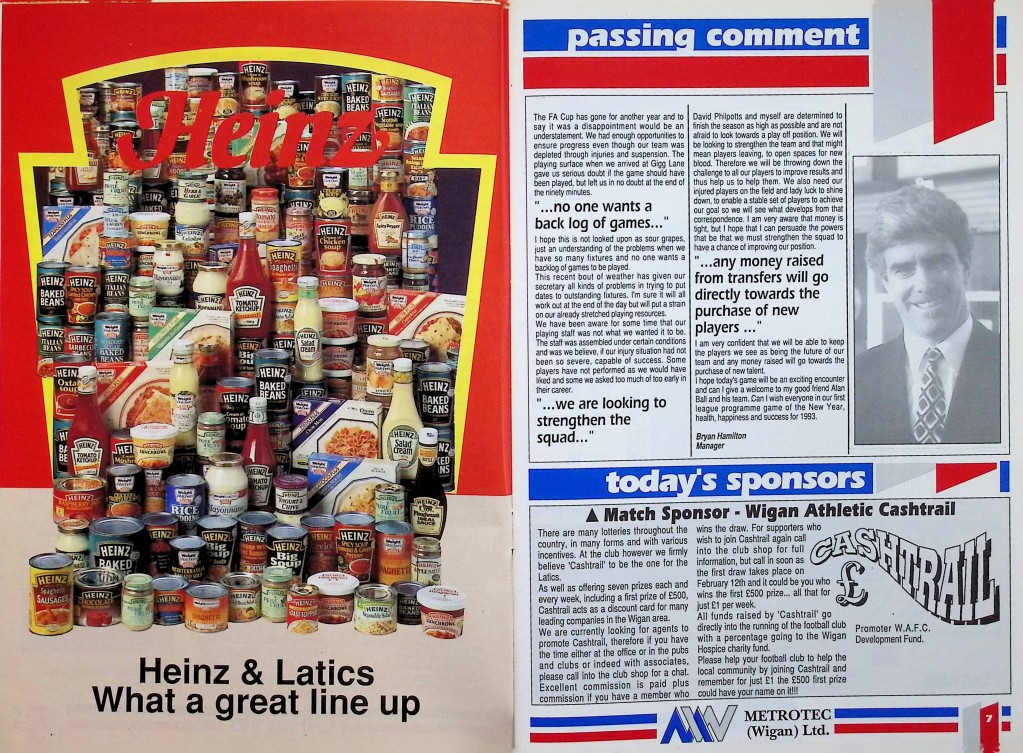 Heinz
HEINZ
BAKED
BEANS
HEINZ
TOMATO
KETCHUP
HEINZ
Salad
cream
HEINZ
Chicken
soup
HEINZ
RICE
PUDDING
HEINZ
Big
Soup
HEINZ
Spaghetti
SAUSAGES
Heinz & Latics
What a great line up
passing comment
The FA Cup has gone for another year and to
say it was a disappointment would be an
understatement. We had enough opportunities to
ensure progress even though our team was
depleted through injuries and suspension. The
playing surface when we arrived at Gigg Lane
gave us serious doubt if the game should have
been played, but left us in no doubt at the end of
the ninety minutes.
"...no one wants a
back log of games..."
I hope this is not looked upon as sour grapes,
just an understanding of the problems when we
have so many fixtures and no one wants a
backlog of games to be played.
This recent bout of weather has given our
secretary all kinds of problems in trying to put
dates to outstanding fixtures. I'm sure it will all
work out at the end of the day but will put a strain
on our already stretched playing resources.
We have been aware for some time that our
playing staff was not what we wanted it to be.
The staff was assembled under certain conditions
and was we believe, if our injury situation had not
been so severe, capable of success. Some
players have not performed as we would have
liked and some we asked too much of too early in
their career.
"...we are looking to
strengthen the
squad..."
David Philpotts and myself are determined to
finish the season as high as possible and are not
afraid to look towards a play off position. We will
be looking to strengthen the team and that might
mean players leaving, to open spaces for new
blood. Therefore we will be throwing down the
challenge to all our players to improve results and
thus help us to help them. We also need our
injured players on the field and lady luck to shine
down, to enable a stable set of players to achieve
our goal so we will see what develops from that
correspondence. I am very aware that money is
tight, but I hope that I can persuade the powers
that be that we must strengthen the squad to
have a chance of improving our position.
"...any money raised
from transfers will go
directly towards the
purchase of new
players ..."
I am very confident that we will be able to keep
the players we see as being the future of our
team and any money raised will go towards the
purchase of new talent.
I hope today's game will be an exciting encounter
and can I give a welcome to my good friend Alan
Ball and his team. Can I wish everyone in our first
league programme game of the New Year,
health, happiness and success for 1993.
Bryan Hamilton
Manager
today's sponsors
▲ Match Sponsor - Wigan Athletic Cashtrail
There are many lotteries throughout the
country, in many forms and with various
incentives. At the club however we firmly
believe 'Cashtrail' to be the one for the
Latics.
As well as offering seven prizes each and
every week, including a first prize of £500,
Cashtrail acts as a discount card for many
leading companies in the Wigan area.
We are currently looking for agents to
promote Cashtrail, therefore if you have
the time either at the office or in the pubs
and clubs or indeed with associates,
please call into the club shop for a chat.
Excellent commission is paid plus
commission if you have a member who
wins the draw. For supporters who
wish to join Cashtrail again call
into the club shop for full
information, but call in soon as
the first draw takes place on
February 12th and it could be you who
wins the first £500 prize... all that for
just £1 per week.
All funds raised by 'Cashtrail' go
directly into the running of the football club
with a percentage going to the Wigan
Hospice charity fund.
Please help your football club to help the
local community by joining Cashtrail and
remember for just £1 the £500 first prize
could have your name on it!!!
CASHTRAIL
£
Promoter W.A.F.C.
Development Fund.
METROTEC
(Wigan) Ltd.
7